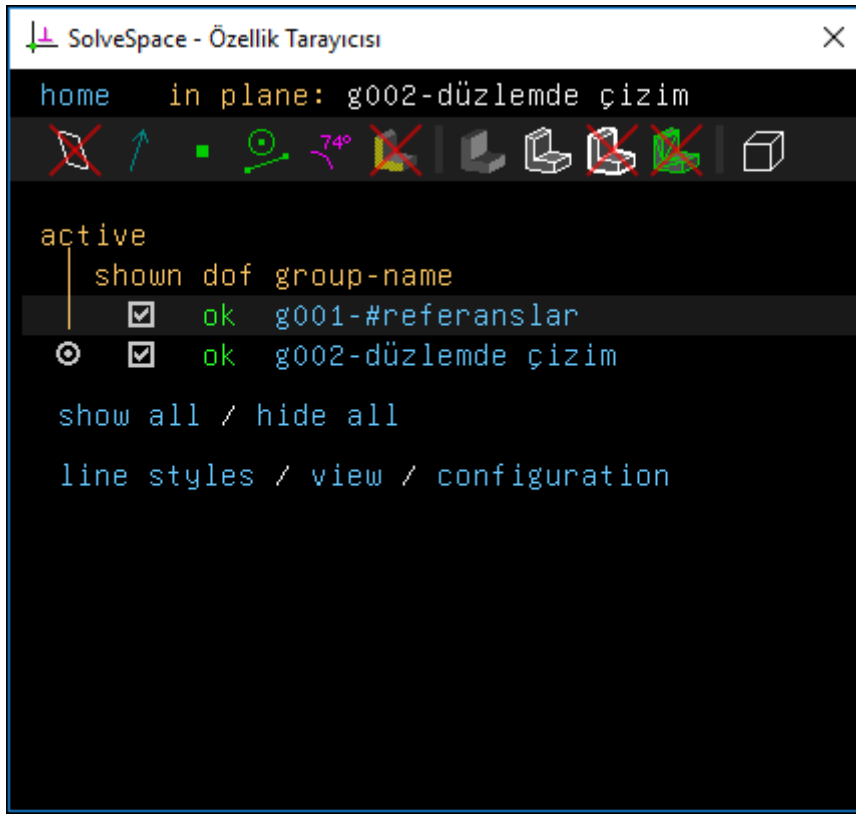 SolveSpace - Özellik Tarayıcısı
home in plane: g002-düzlemde çizim
74°
active
shown dof group-name
ok g001-#referanslar
ok g002-düzlemde çizim
show all / hide all
line styles / view / configuration